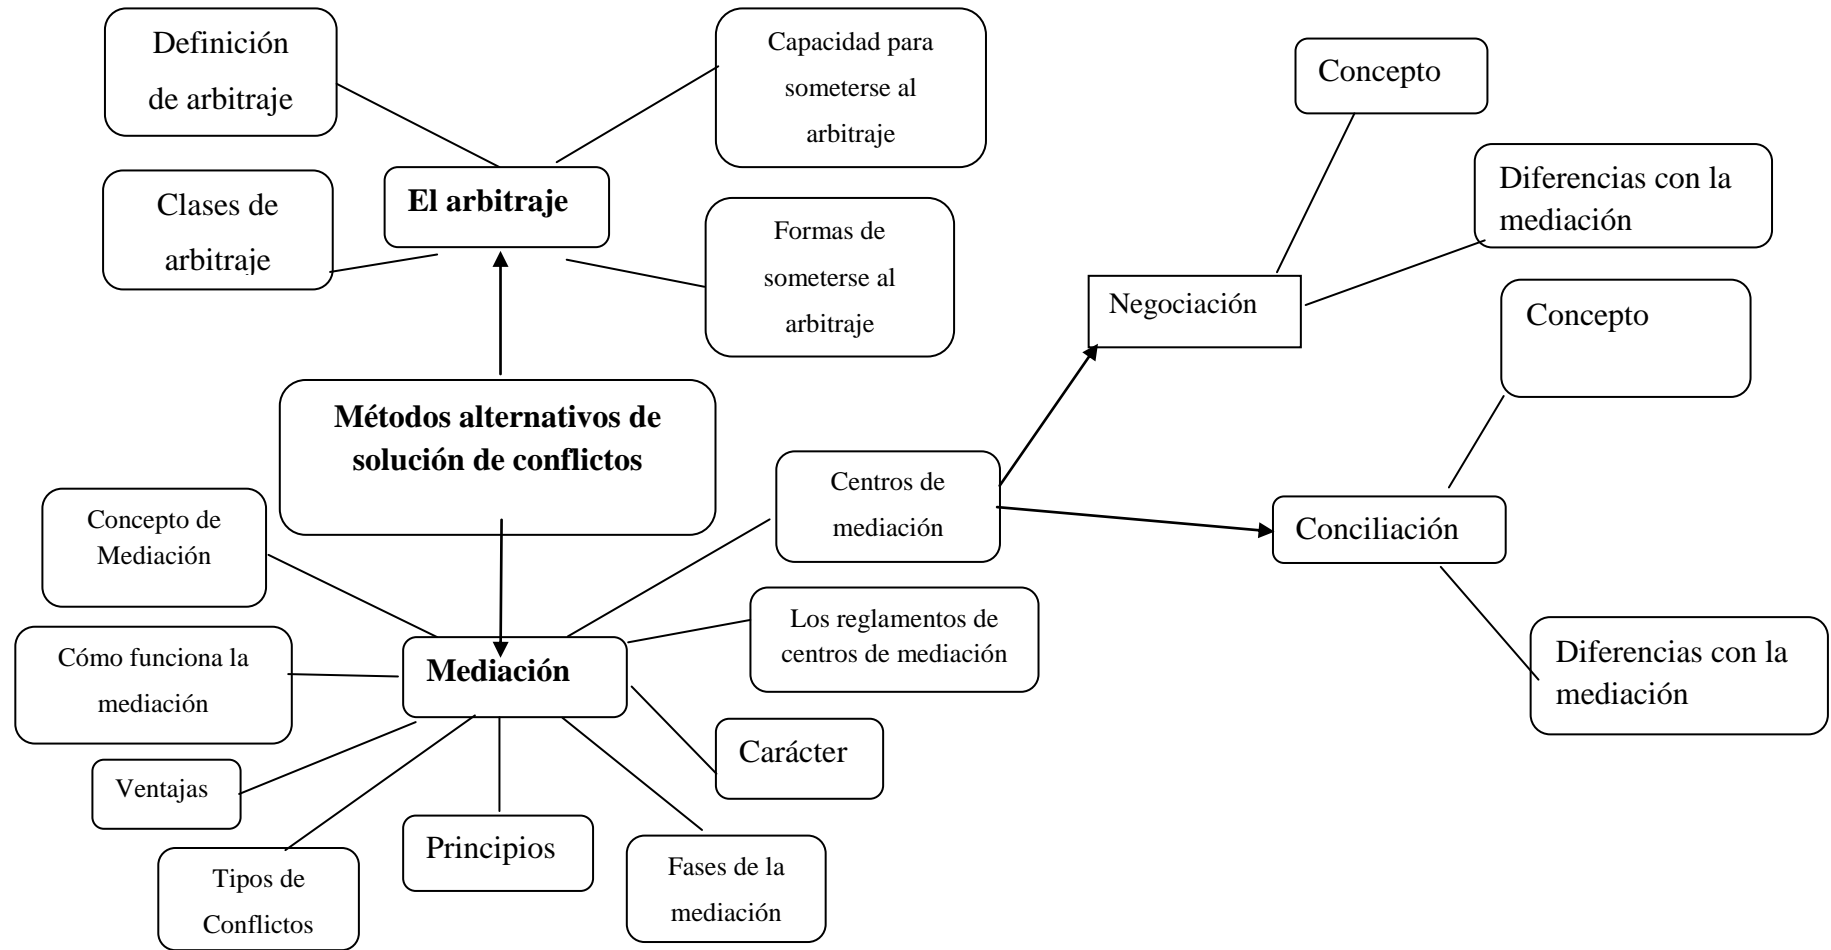 Definición
de arbitraje
Capacidad para
someterse al
arbitraje
Concepto
Clases de
arbitraje
El arbitraje
Formas de
someterse al
arbitraje
Diferencias con la
mediación
Negociación
Concepto
Métodos alternativos de
solución de conflictos
Centros de
mediación
Conciliación
Concepto de
Mediación
Los reglamentos de
centros de mediación
Cómo funciona la
mediación
Mediación
Diferencias con la
mediación
Carácter
Ventajas
Principios
Tipos de
Conflictos
Fases de la
mediación